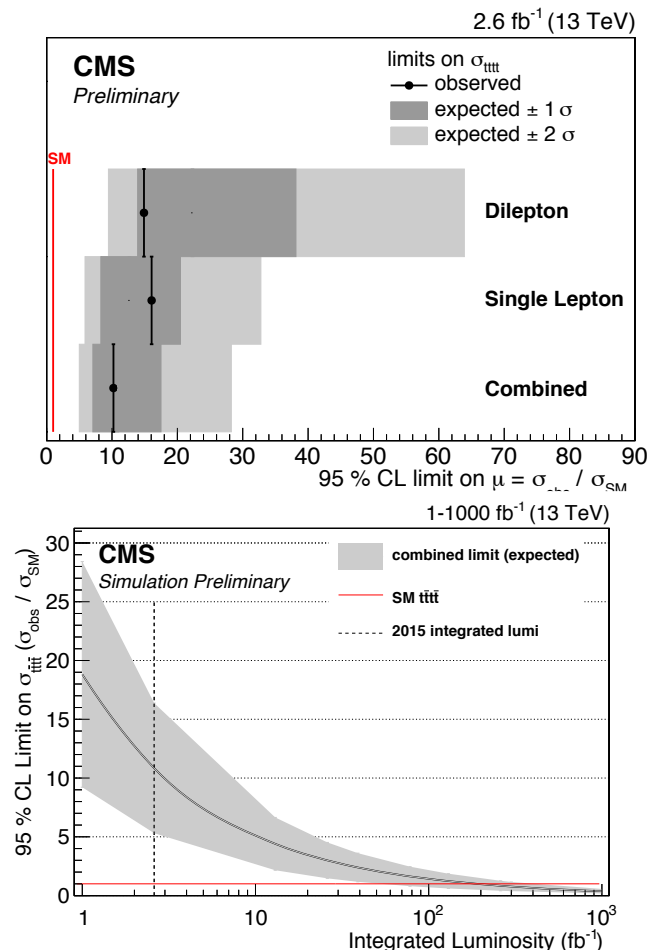 2.6 fb⁻¹ (13 TeV)
CMS
Preliminary
limits on σtttt
observed
expected ± 1 σ
expected ± 2 σ
SM
Dilepton
Single Lepton
Combined
0 10 20 30 40 50 60 70 80 90
95 % CL limit on μ = σobs / σSM
1-1000 fb⁻¹ (13 TeV)
CMS
Simulation Preliminary
combined limit (expected)
SM tt̄tt̄
2015 integrated lumi
95 % CL Limit on σtt̄tt̄ (σobs / σSM)
30
25
20
15
10
5
0
1 10 10² 10³
Integrated Luminosity (fb⁻¹)